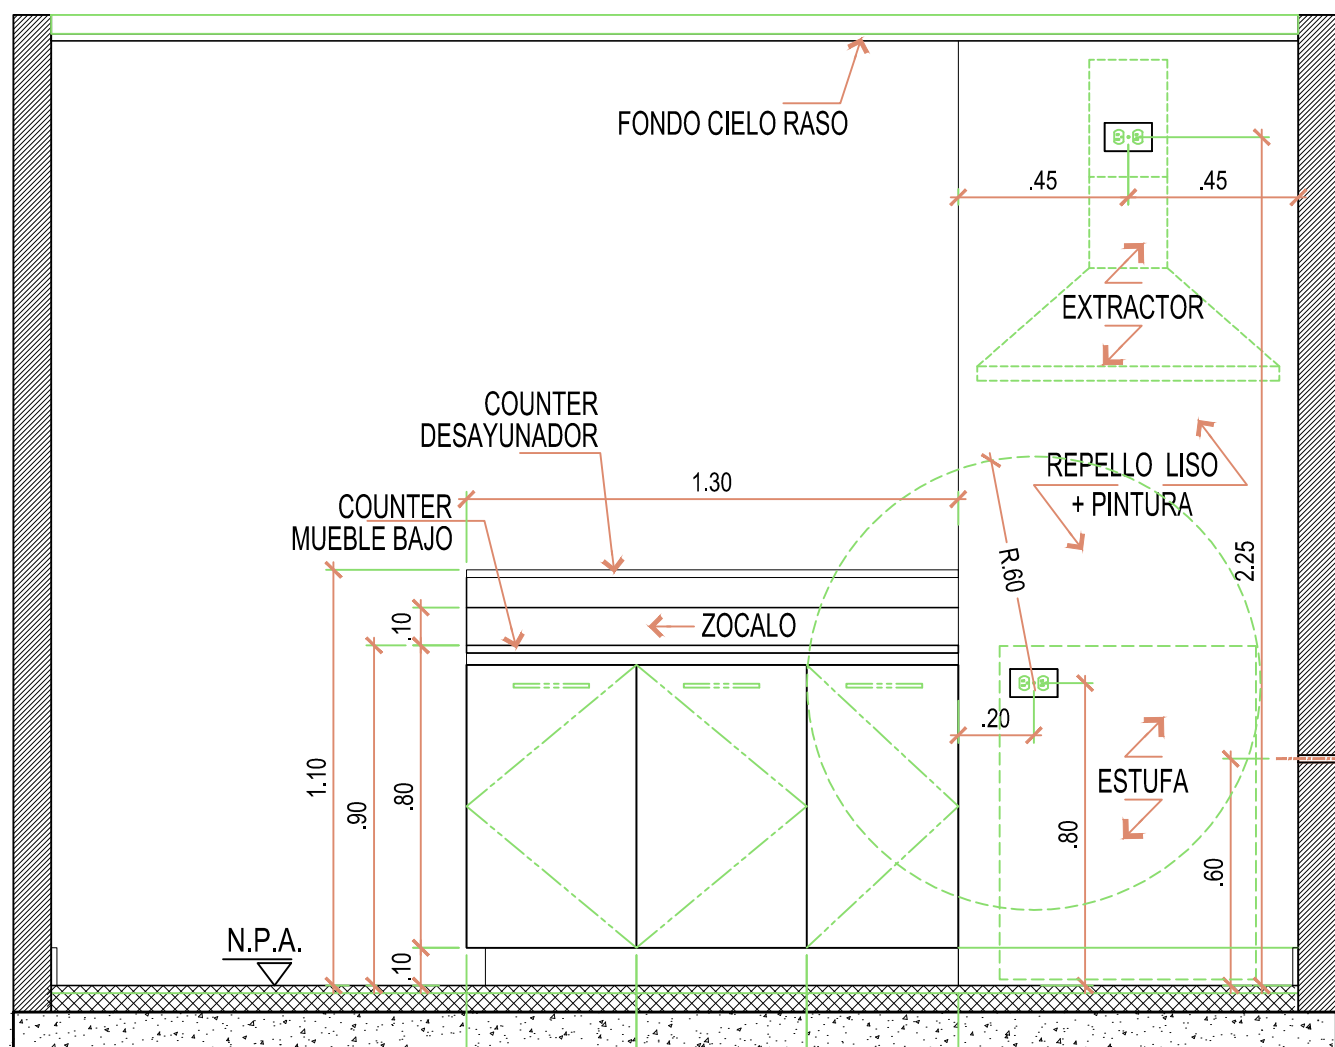 FONDO CIELO RASO
.45
.45
EXTRACTOR
COUNTER
DESAYUNADOR
REPELLO LISO
+ PINTURA
1.30
COUNTER
MUEBLE BAJO
R.60
2.25
.10
ZOCALO
.20
1.10
.90
.80
ESTUFA
.80
.60
N.P.A.
.10